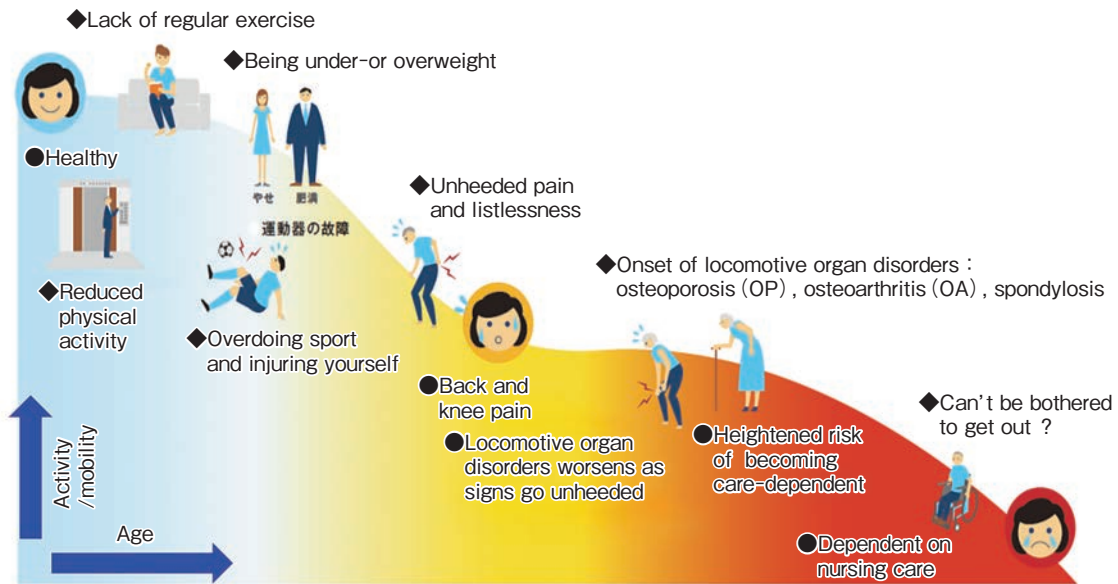 ◆Lack of regular exercise
◆Being under-or overweight
●Healthy
やせ
肥満
運動器の故障
◆Unheeded pain
and listlessness
◆Reduced
physical
activity
◆Overdoing sport
and injuring yourself
◆Onset of locomotive organ disorders：
osteoporosis（OP）, osteoarthritis（OA）, spondylosis
●Back and
knee pain
●Locomotive organ
disorders worsens as
signs go unheeded
●Heightened risk
of becoming
care-dependent
◆Can't be bothered
to get out ?
●Dependent on
nursing care
Activity
/mobility
Age